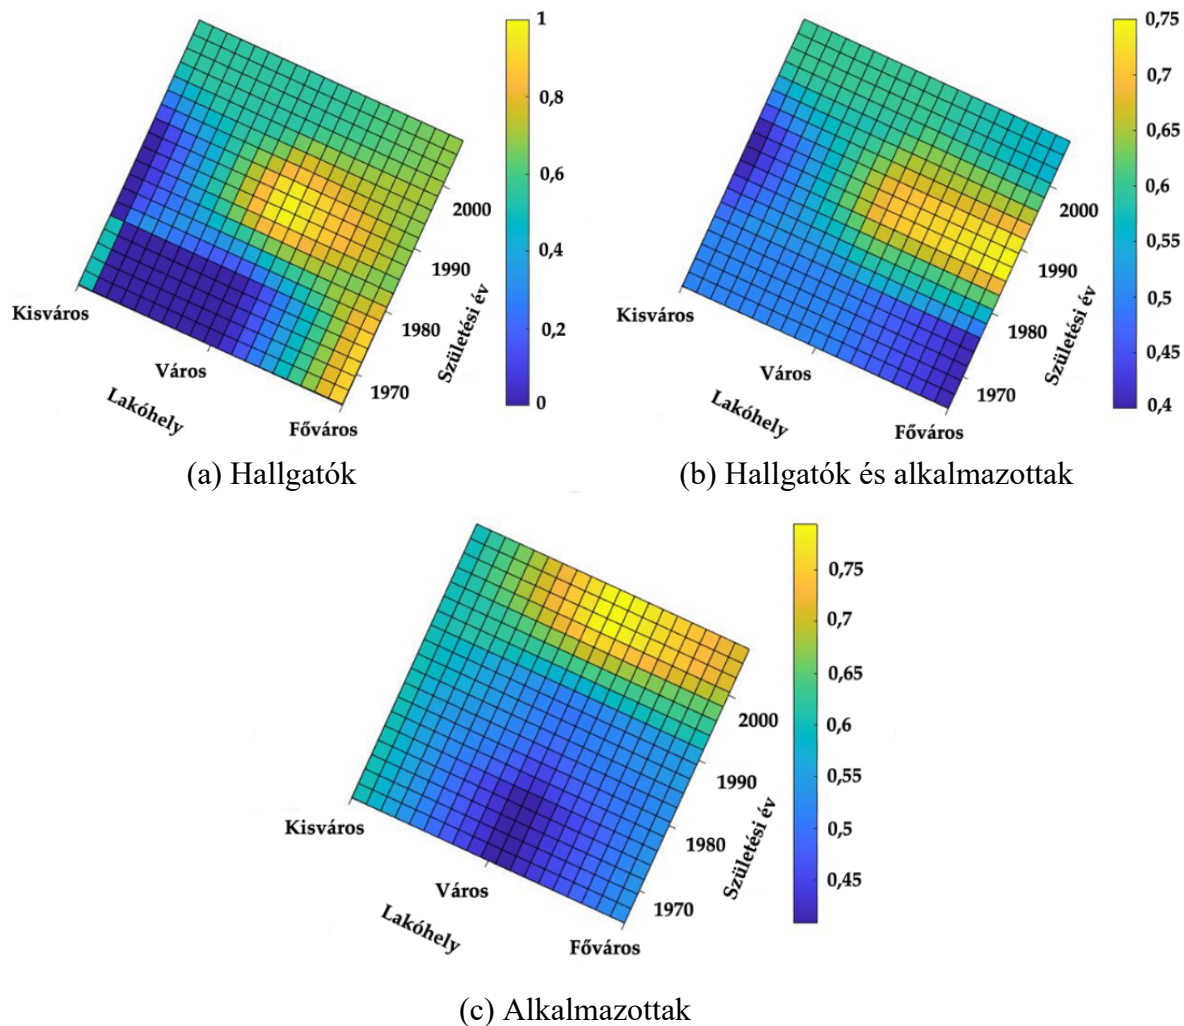 1
0,8
0,6
0,4
0,2
0
2000
1990
1980
1970
Születési év
Kisváros
Város
Főváros
Lakóhely
(a) Hallgatók
0,75
0,7
0,65
0,6
0,55
0,5
0,45
0,4
2000
1990
1980
1970
Születési év
Kisváros
Város
Főváros
Lakóhely
(b) Hallgatók és alkalmazottak
0,75
0,7
0,65
0,6
0,55
0,5
0,45
2000
1990
1980
1970
Születési év
Kisváros
Város
Főváros
Lakóhely
(c) Alkalmazottak